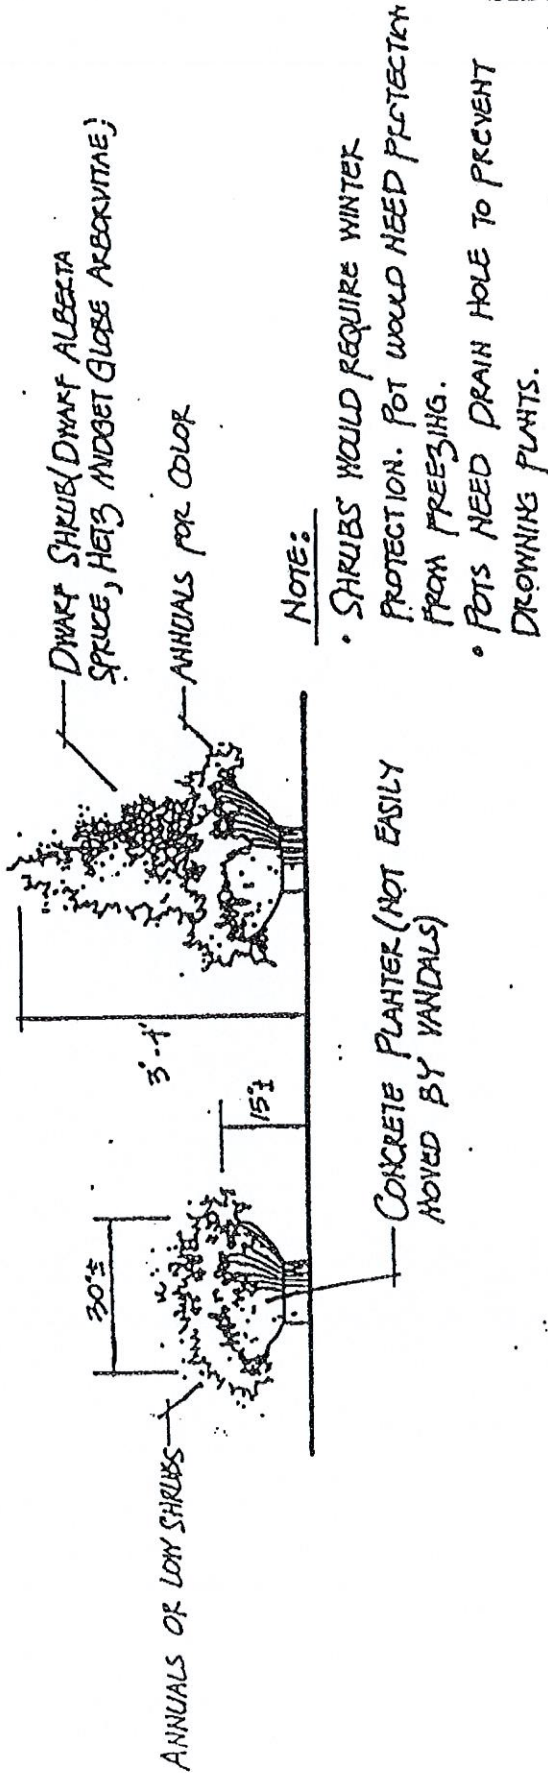 ANNUALS OR LOW SHRUBS
30"±
15"±
3'-4'
DWARF SHRUB (DWARF ALBERTA
SPRUCE, HETZ MIDGET GLOBE ARBORVITAE)
ANNUALS FOR COLOR
CONCRETE PLANTER (NOT EASILY
MOVED BY VANDALS)
NOTE:
• SHRUBS WOULD REQUIRE WINTER
PROTECTION. POT WOULD NEED PROTECTION
FROM FREEZING.
• POTS NEED DRAIN HOLE TO PREVENT
DROWNING PLANTS.